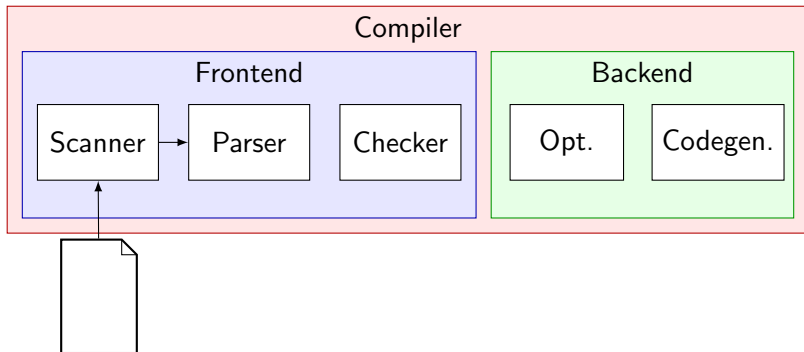 Compiler
Frontend
Backend
Scanner
Parser
Checker
Opt.
Codegen.